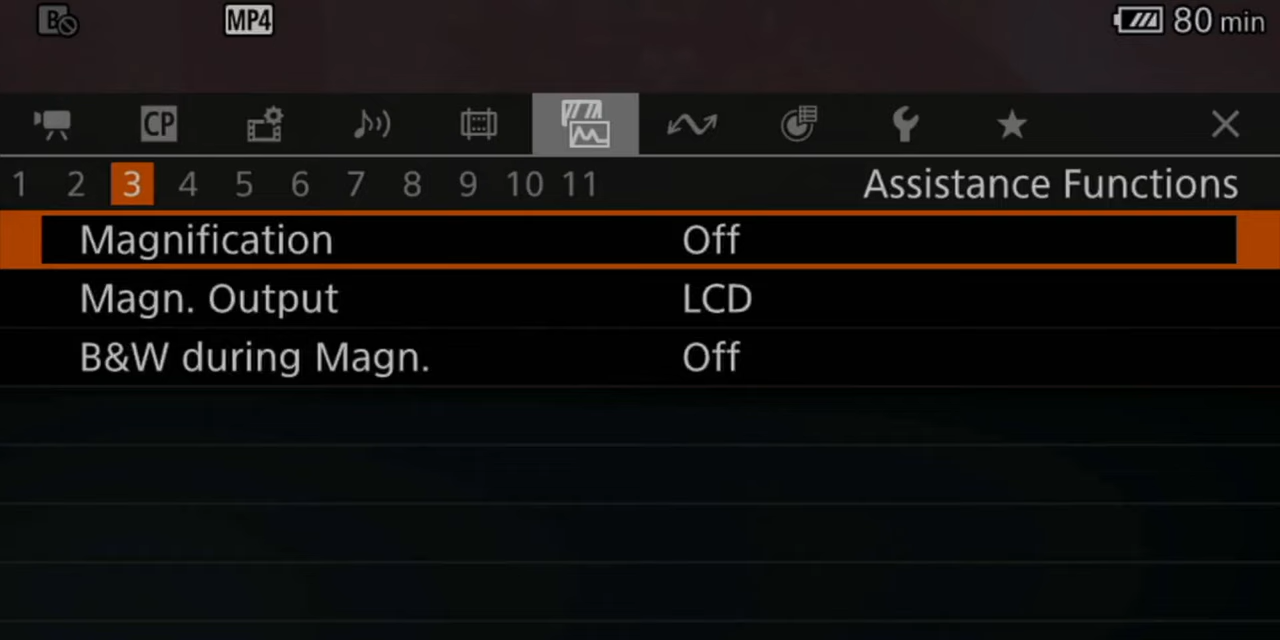 B MP4 80 min
CP
1 2 3 4 5 6 7 8 9 10 11 Assistance Functions
Magnification Off
Magn. Output LCD
B&W during Magn. Off